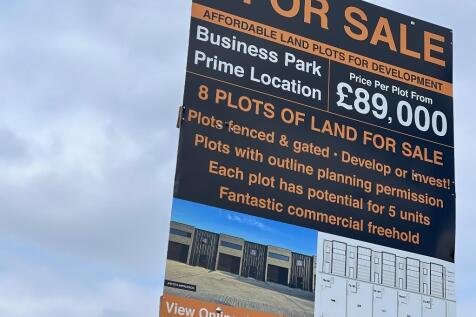 FOR SALE
AFFORDABLE LAND PLOTS FOR DEVELOPMENT
Business Park
Prime Location
Price Per Plot From
£89,000
8 PLOTS OF LAND FOR SALE
Plots fenced & gated · Develop or invest!
Plots with outline planning permission
Each plot has potential for 5 units
Fantastic commercial freehold
View